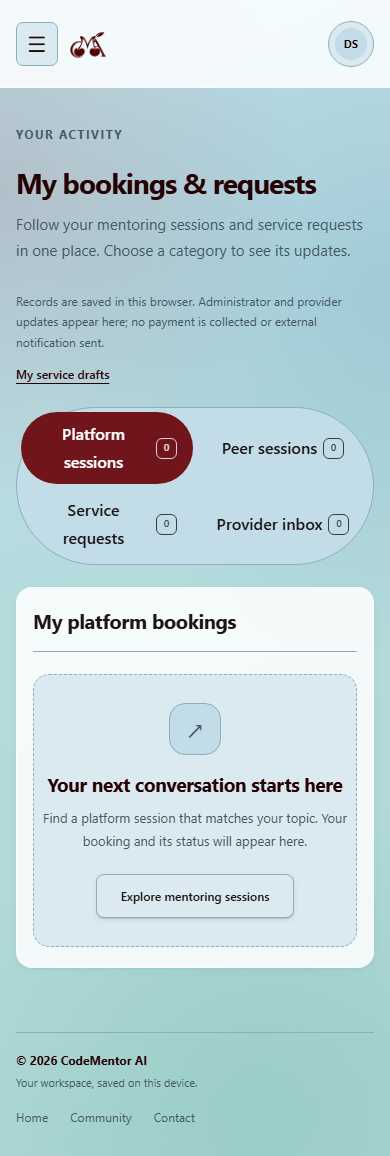 ☰
DS
YOUR ACTIVITY
My bookings & requests
Follow your mentoring sessions and service requests
in one place. Choose a category to see its updates.
Records are saved in this browser. Administrator and provider
updates appear here; no payment is collected or external
notification sent.
My service drafts
Platform
sessions 0
Peer sessions 0
Service
requests 0
Provider inbox 0
My platform bookings
↗
Your next conversation starts here
Find a platform session that matches your topic. Your
booking and its status will appear here.
Explore mentoring sessions
© 2026 CodeMentor AI
Your workspace, saved on this device.
Home Community Contact